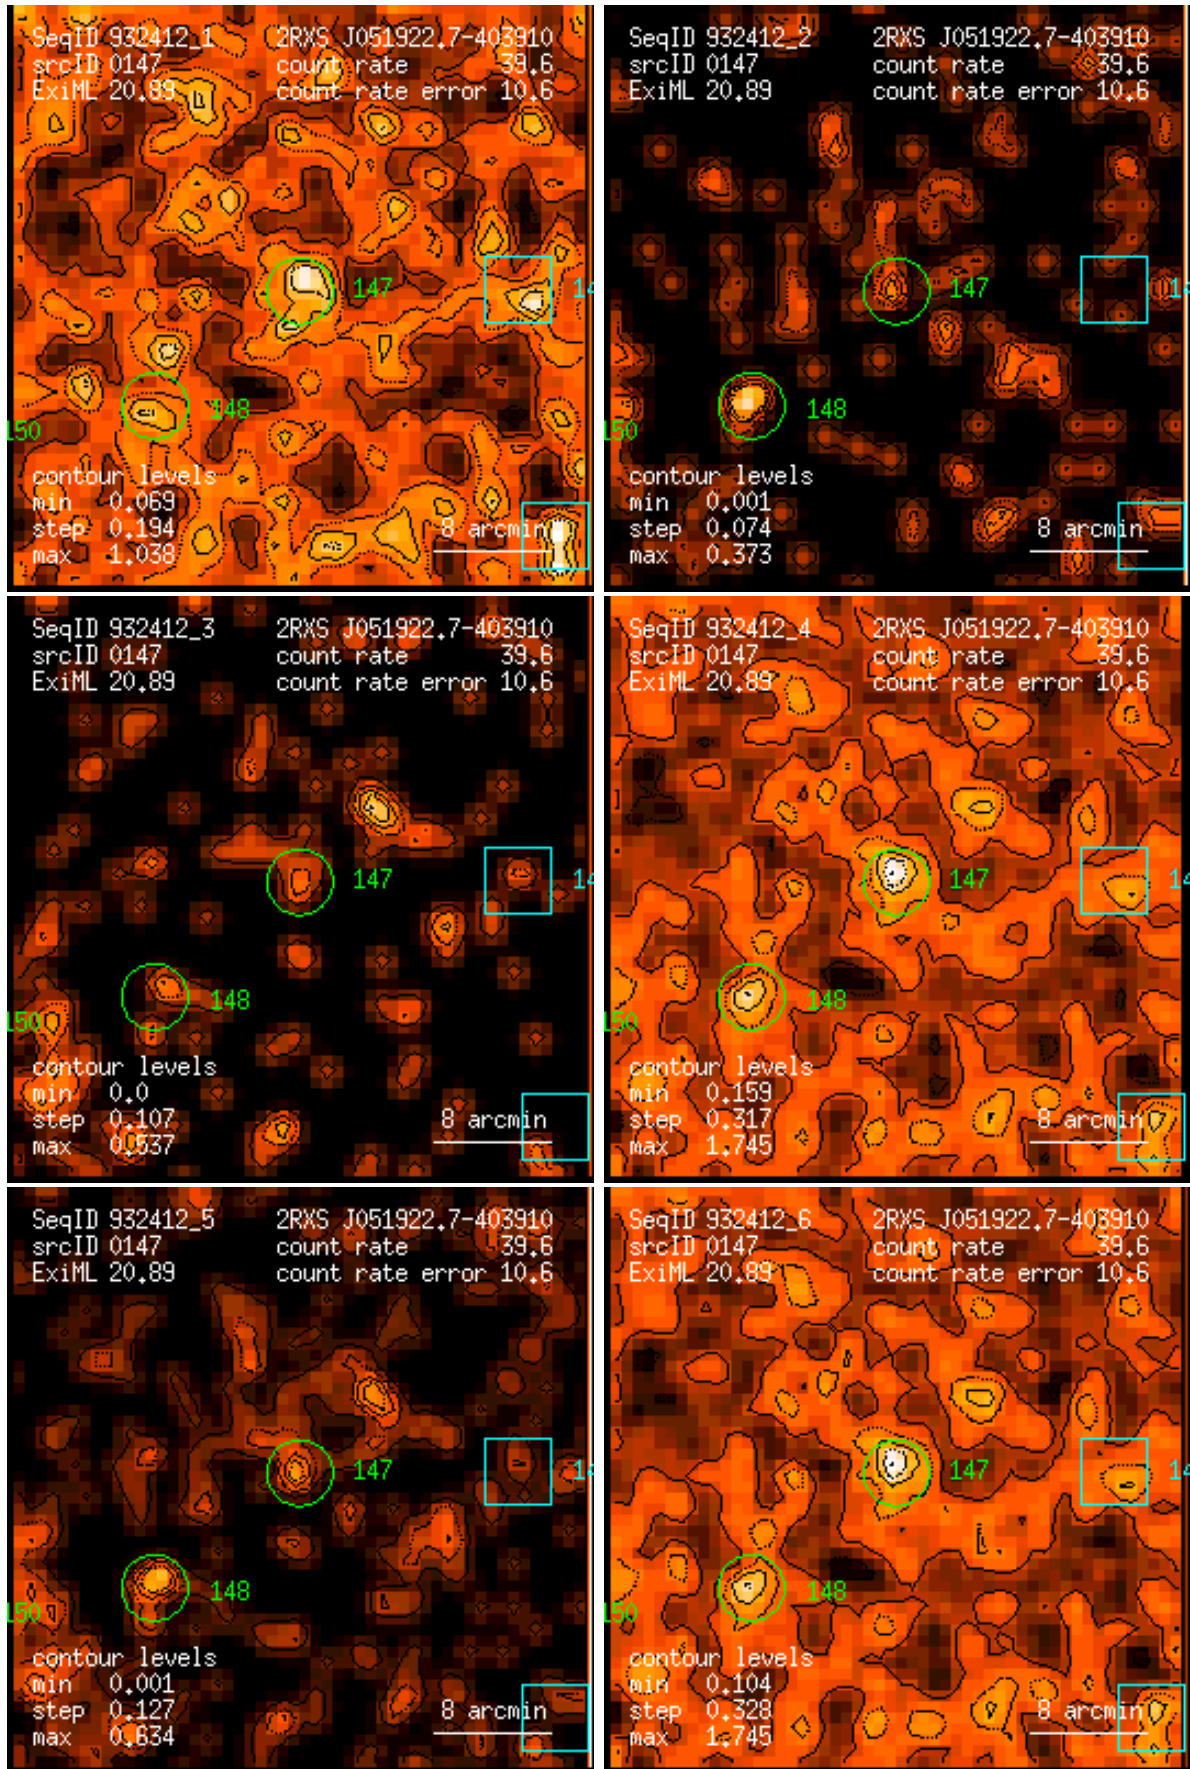 SeqID 932412_1 2RXS J051922.7-403910
srcID 0147 count rate 39.6
ExiML 20.89 count rate error 10.6
147
14
148
150
contour levels
min 0.069
step 0.194 8 arcmin
max 1.038
SeqID 932412_2 2RXS J051922.7-403910
srcID 0147 count rate 39.6
ExiML 20.89 count rate error 10.6
147
14
148
150
contour levels
min 0.001
step 0.074 8 arcmin
max 0.373
SeqID 932412_3 2RXS J051922.7-403910
srcID 0147 count rate 39.6
ExiML 20.89 count rate error 10.6
147
14
148
150
contour levels
min 0.0
step 0.107 8 arcmin
max 0.537
SeqID 932412_4 2RXS J051922.7-403910
srcID 0147 count rate 39.6
ExiML 20.89 count rate error 10.6
147
14
148
150
contour levels
min 0.159
step 0.317 8 arcmin
max 1.745
SeqID 932412_5 2RXS J051922.7-403910
srcID 0147 count rate 39.6
ExiML 20.89 count rate error 10.6
147
14
148
150
contour levels
min 0.001
step 0.127 8 arcmin
max 0.634
SeqID 932412_6 2RXS J051922.7-403910
srcID 0147 count rate 39.6
ExiML 20.89 count rate error 10.6
147
14
148
150
contour levels
min 0.104
step 0.328 8 arcmin
max 1.745